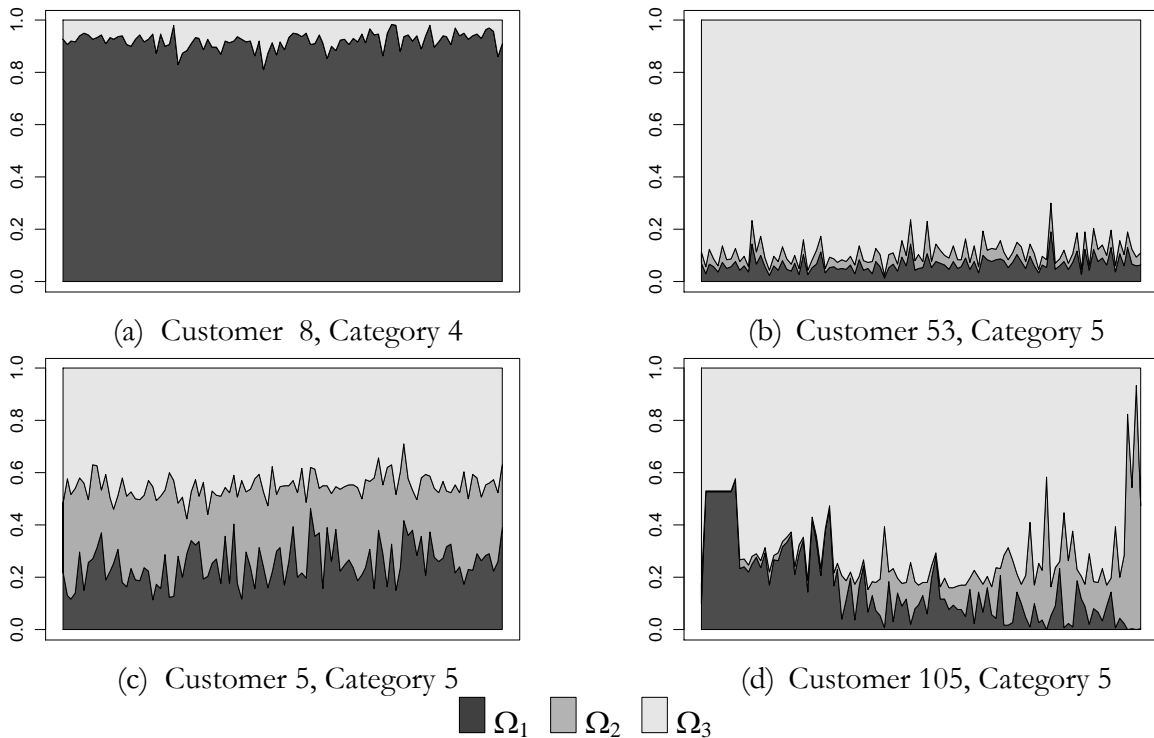 0.0 0.2 0.4 0.6 0.8 1.0
0.0 0.2 0.4 0.6 0.8 1.0
(a) Customer 8, Category 4
(b) Customer 53, Category 5
0.0 0.2 0.4 0.6 0.8 1.0
0.0 0.2 0.4 0.6 0.8 1.0
(c) Customer 5, Category 5
(d) Customer 105, Category 5
Ω1 Ω2 Ω3